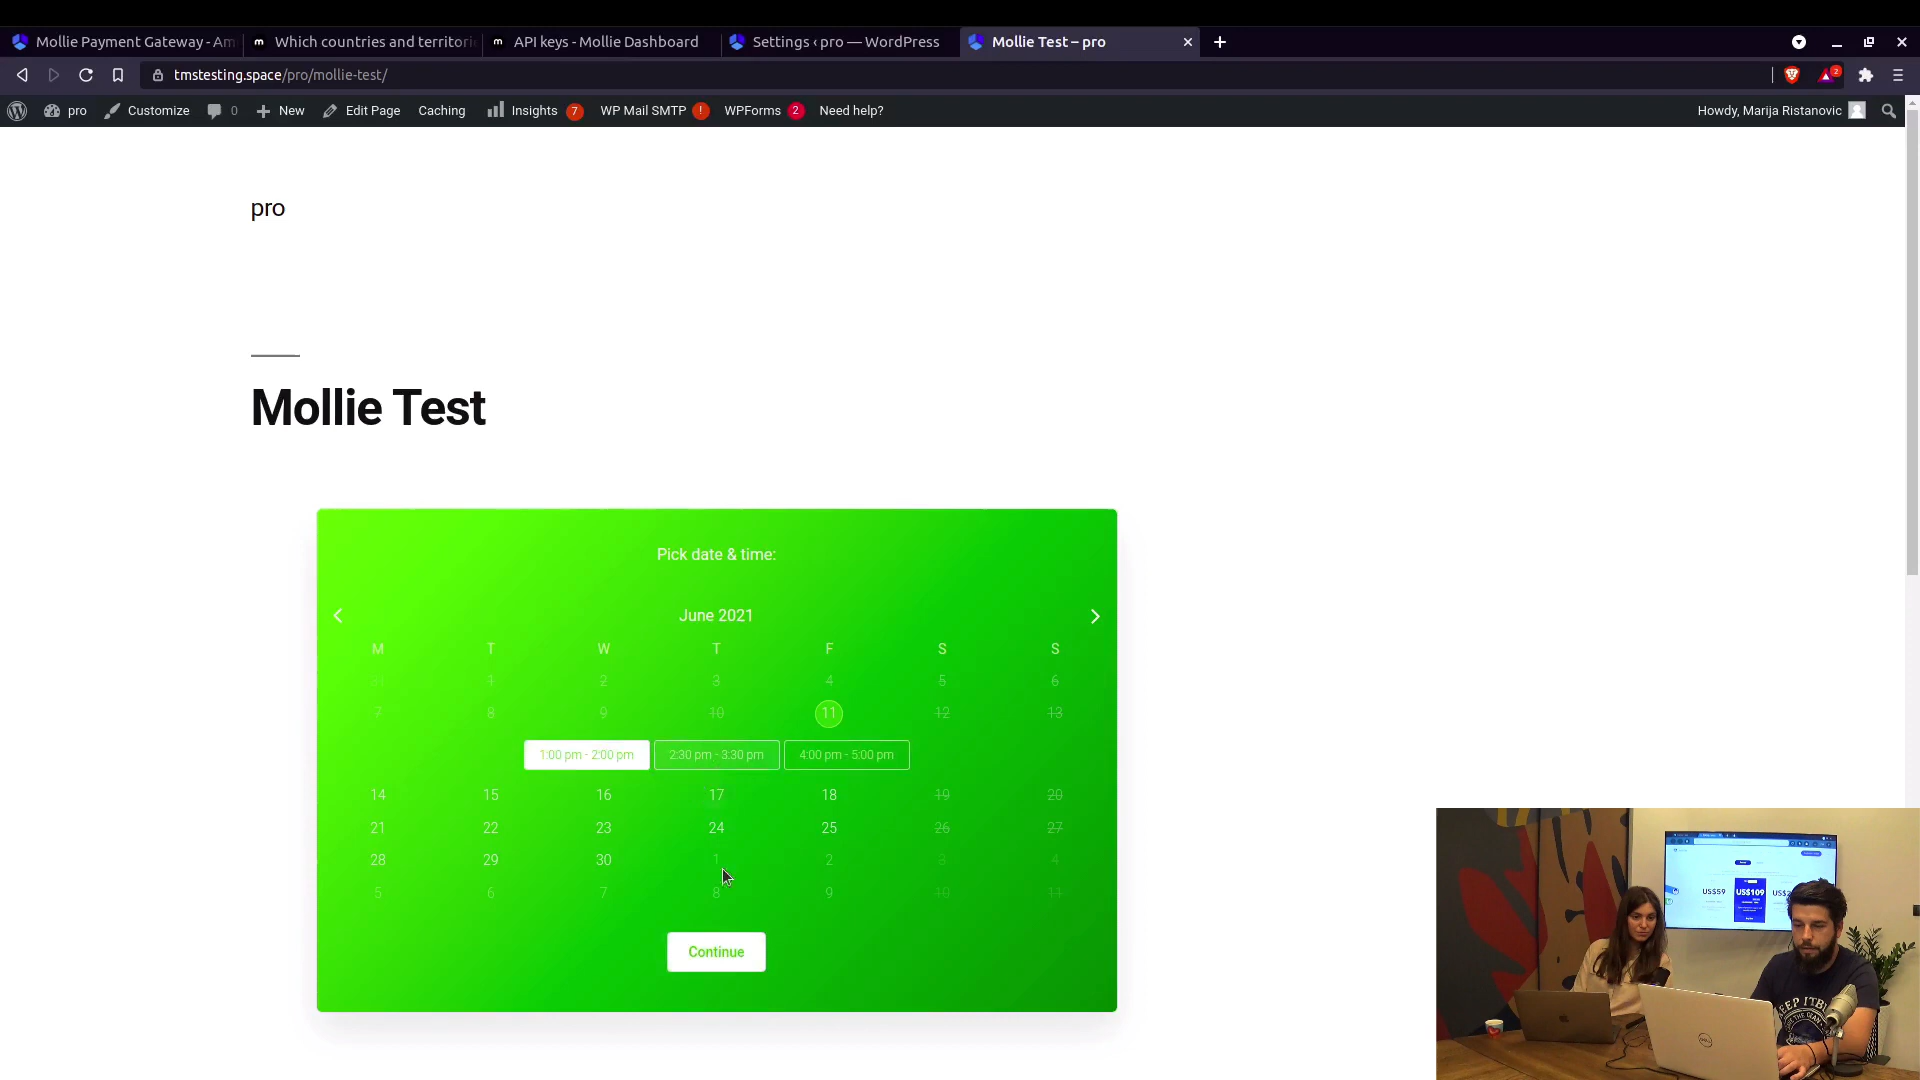 Mollie Payment Gateway - Am
Which countries and territori
API keys - Mollie Dashboard
Settings ‹ pro — WordPress
Mollie Test – pro
tmstesting.space/pro/mollie-test/
2
pro
Customize
0
New
Edit Page
Caching
Insights 7
WP Mail SMTP !
WPForms 2
Need help?
Howdy, Marija Ristanovic
pro
Mollie Test
Pick date & time:
June 2021
M T W T F S S
31 1 2 3 4 5 6
7 8 9 10 11 12 13
1:00 pm - 2:00 pm 2:30 pm - 3:30 pm 4:00 pm - 5:00 pm
14 15 16 17 18 19 20
21 22 23 24 25 26 27
28 29 30 1 2 3 4
5 6 7 8 9 10 11
Continue
US$59
US$109